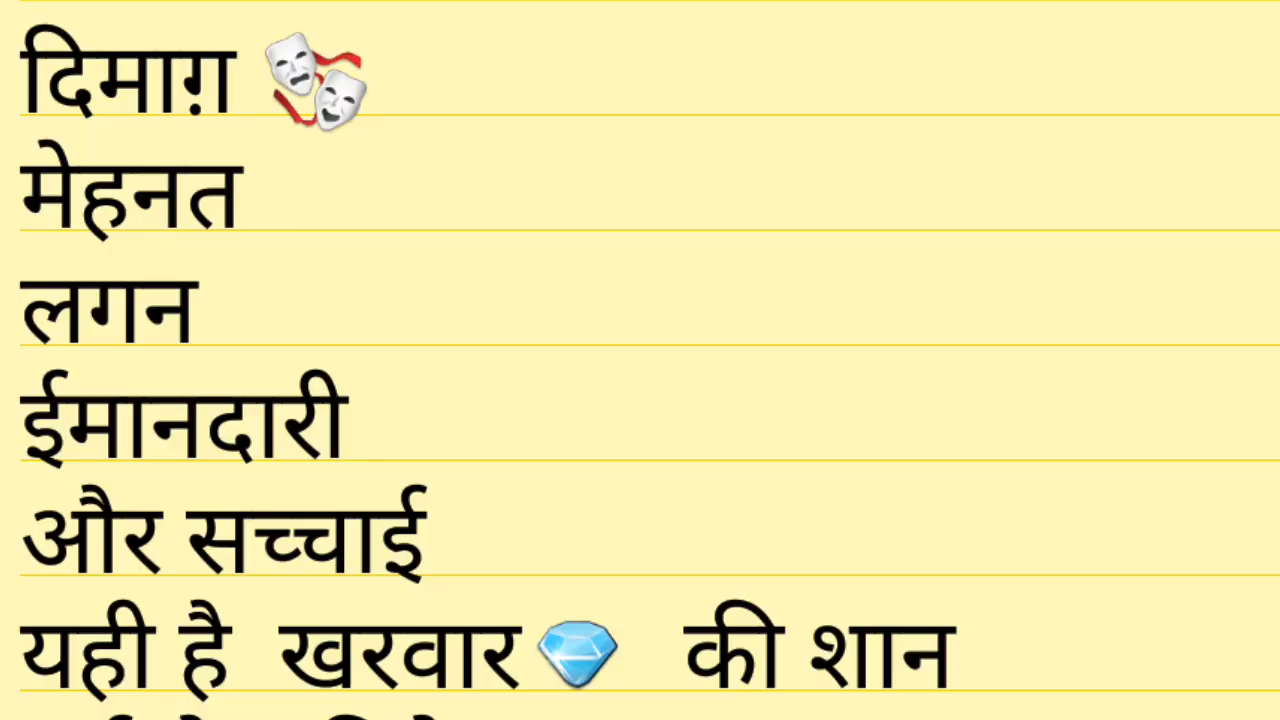 दिमाग़ 🎭
मेहनत
लगन
ईमानदारी
और सच्चाई
यही है खरवार💎 की शान